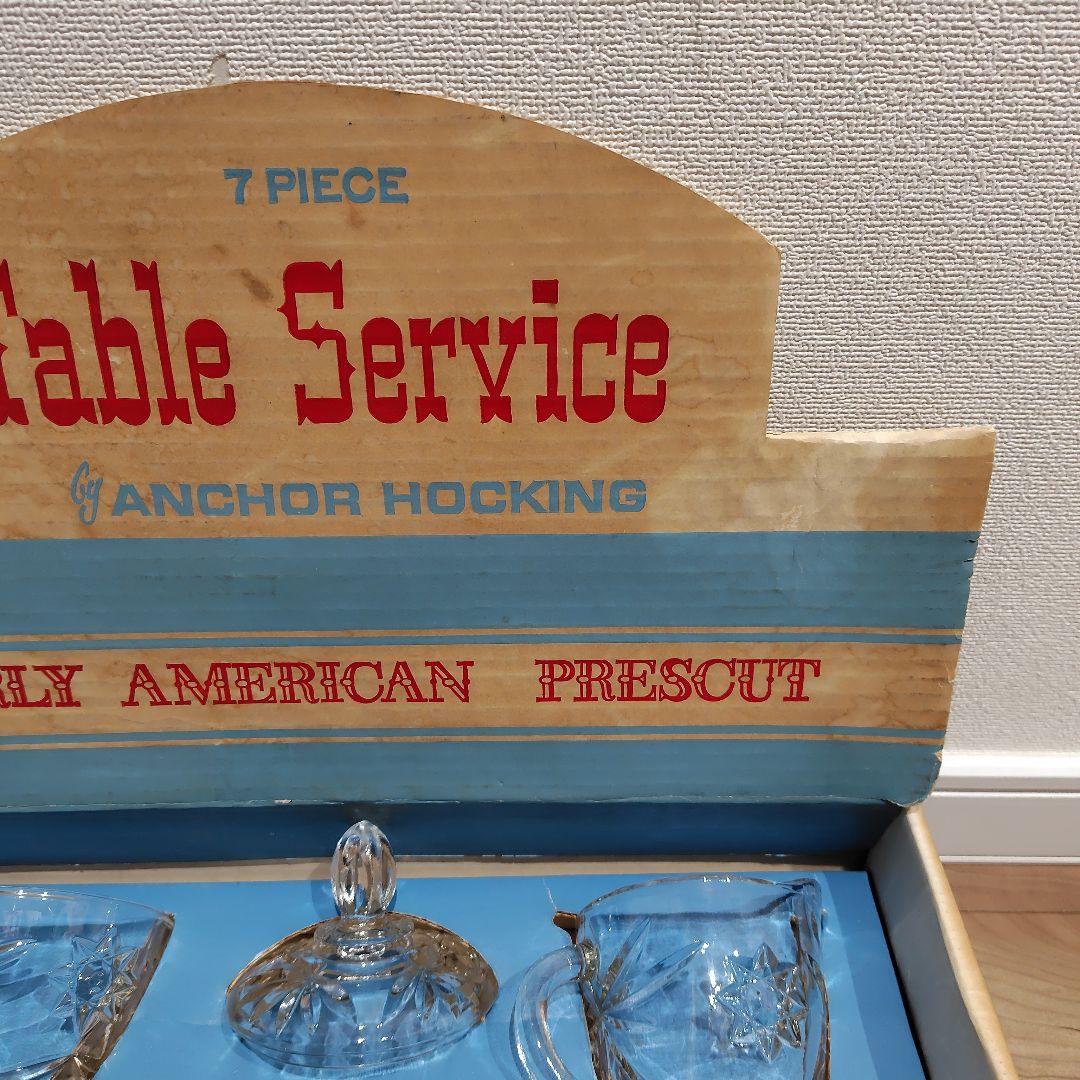 7 PIECE
Table Service
by ANCHOR HOCKING
RLY AMERICAN PRESCUT